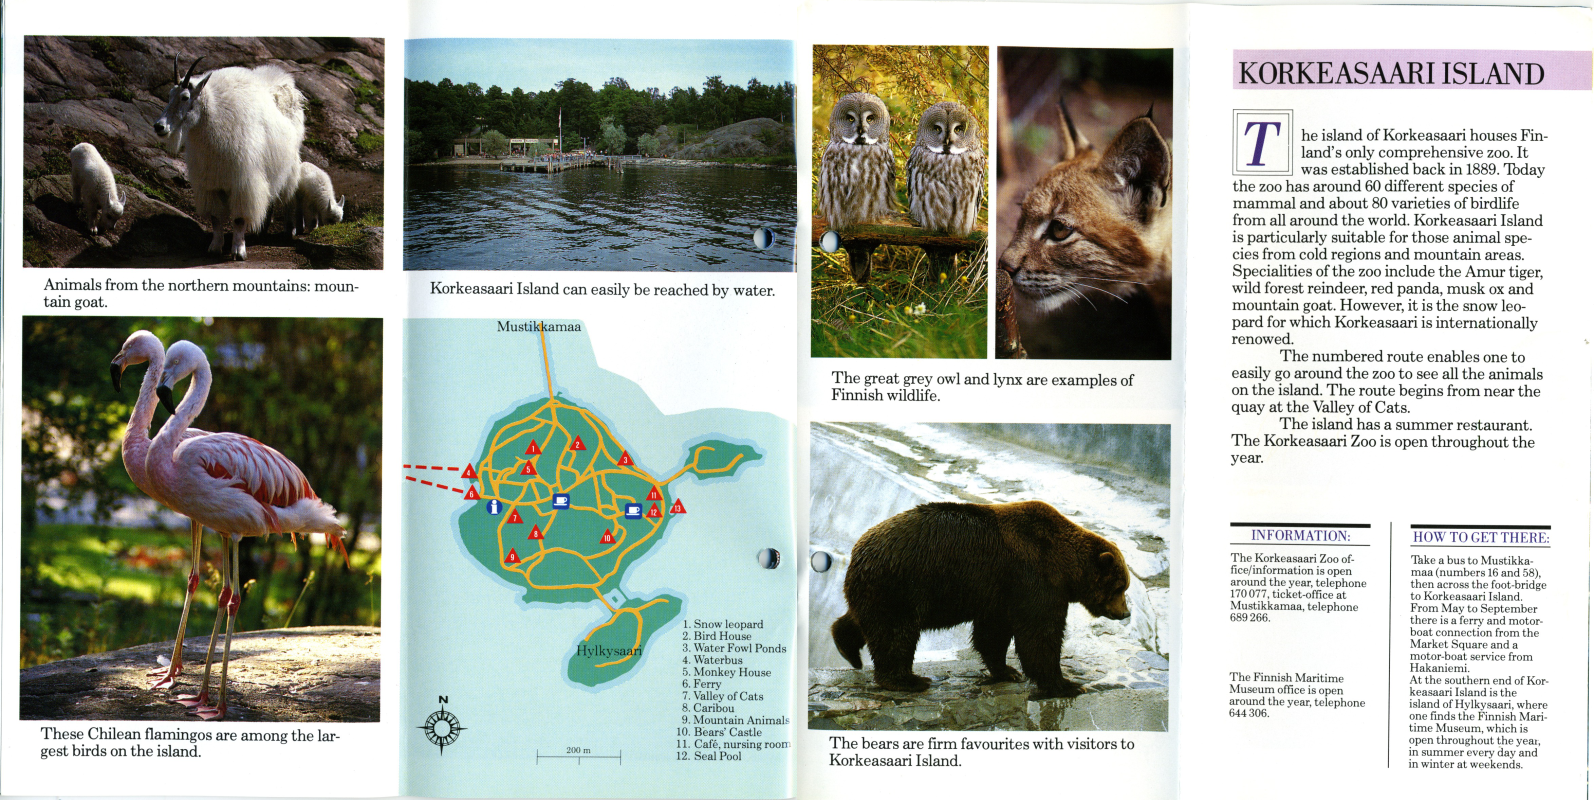 Animals from the northern mountains: moun-
tain goat.
These Chilean flamingos are among the lar-
gest birds on the island.
Korkeasaari Island can easily be reached by water.
Mustikkamaa
1
2
3
4
5
6
7
8
9
10
11
12
13
i
Hylkysaari
N
200 m
1. Snow leopard
2. Bird House
3. Water Fowl Ponds
4. Waterbus
5. Monkey House
6. Ferry
7. Valley of Cats
8. Caribou
9. Mountain Animals
10. Bears' Castle
11. Café, nursing room
12. Seal Pool
The great grey owl and lynx are examples of
Finnish wildlife.
The bears are firm favourites with visitors to
Korkeasaari Island.
KORKEASAARI ISLAND
The island of Korkeasaari houses Fin-
land's only comprehensive zoo. It
was established back in 1889. Today
the zoo has around 60 different species of
mammal and about 80 varieties of birdlife
from all around the world. Korkeasaari Island
is particularly suitable for those animal spe-
cies from cold regions and mountain areas.
Specialities of the zoo include the Amur tiger,
wild forest reindeer, red panda, musk ox and
mountain goat. However, it is the snow leo-
pard for which Korkeasaari is internationally
renowed.
The numbered route enables one to
easily go around the zoo to see all the animals
on the island. The route begins from near the
quay at the Valley of Cats.
The island has a summer restaurant.
The Korkeasaari Zoo is open throughout the
year.
INFORMATION:
The Korkeasaari Zoo of-
fice/information is open
around the year, telephone
170 077, ticket-office at
Mustikkamaa, telephone
689 266.
The Finnish Maritime
Museum office is open
around the year, telephone
644 306.
HOW TO GET THERE:
Take a bus to Mustikka-
maa (numbers 16 and 58),
then across the foot-bridge
to Korkeasaari Island.
From May to September
there is a ferry and motor-
boat connection from the
Market Square and a
motor-boat service from
Hakaniemi.
At the southern end of Kor-
keasaari Island is the
island of Hylkysaari, where
one finds the Finnish Mari-
time Museum, which is
open throughout the year,
in summer every day and
in winter at weekends.